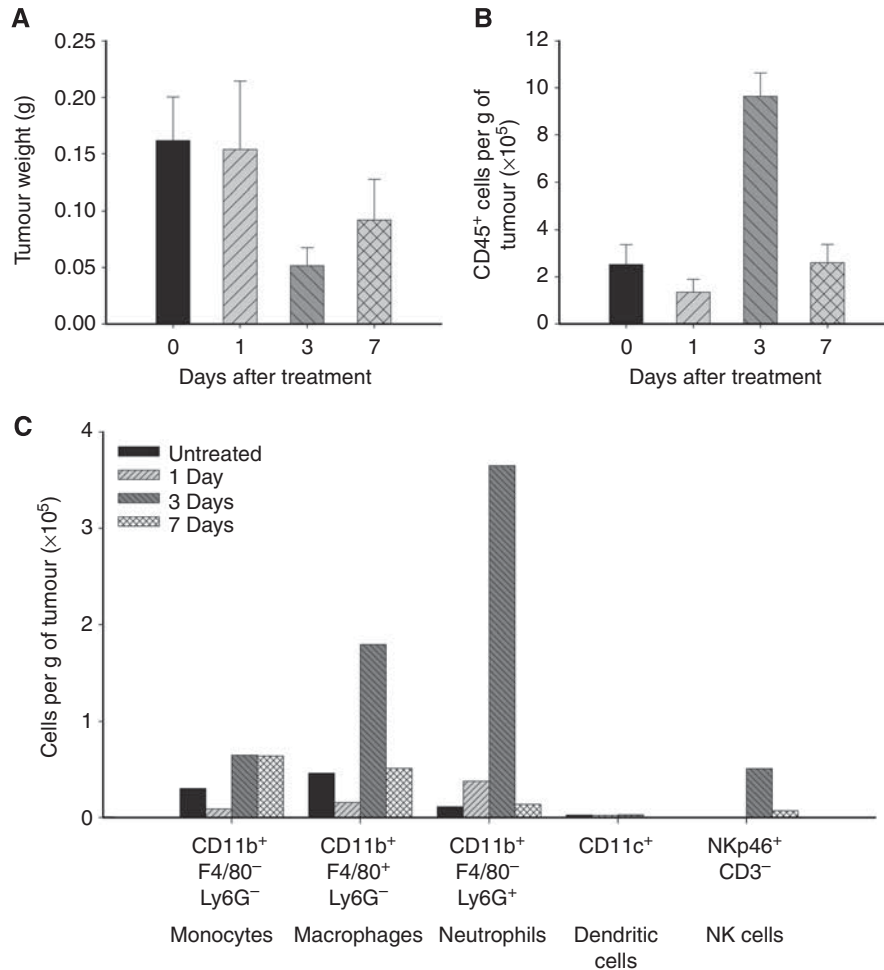 A
Tumour weight (g)
0.25
0.20
0.15
0.10
0.05
0.00
0 1 3 7
Days after treatment
B
CD45⁺ cells per g of
tumour (×10⁵)
12
10
8
6
4
2
0
0 1 3 7
Days after treatment
C
Cells per g of tumour (×10⁵)
4
3
2
1
0
Untreated
1 Day
3 Days
7 Days
CD11b⁺ CD11b⁺ CD11b⁺ CD11c⁺ NKp46⁺
F4/80⁻ F4/80⁺ F4/80⁻ CD3⁻
Ly6G⁻ Ly6G⁻ Ly6G⁺
Monocytes Macrophages Neutrophils Dendritic NK cells
cells